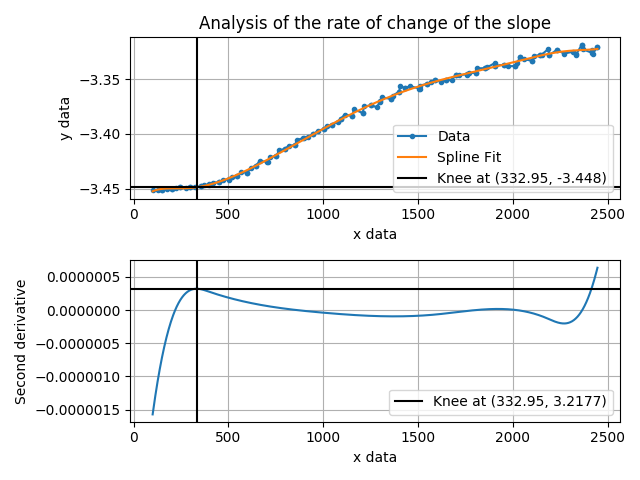 Analysis of the rate of change of the slope
y data
−3.35
−3.40
−3.45
Data
Spline Fit
Knee at (332.95, -3.448)
0 500 1000 1500 2000 2500
x data
Second derivative
0.0000005
0.0000000
−0.0000005
−0.0000010
−0.0000015
Knee at (332.95, 3.2177)
0 500 1000 1500 2000 2500
x data